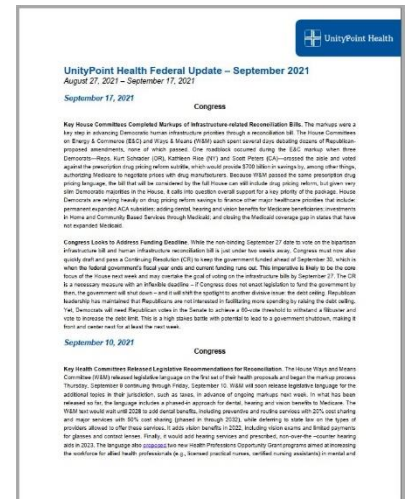 UnityPoint Health
UnityPoint Health Federal Update – September 2021
August 27, 2021 – September 17, 2021
September 17, 2021
Congress
Key House Committees Completed Markups of Infrastructure-related Reconciliation Bills. The markups were a
key step in advancing Democratic human infrastructure priorities through a reconciliation bill. The House Committees
on Energy & Commerce (E&C) and Ways & Means (W&M) each spent several days debating dozens of Republican-
proposed amendments, none of which passed. One roadblock occurred during the E&C markup when three
Democrats—Reps. Kurt Schrader (OR), Kathleen Rice (NY) and Scott Peters (CA)—crossed the aisle and voted
against the prescription drug pricing reform subtitle, which would provide $700 billion in savings by, among other things,
authorizing Medicare to negotiate prices with drug manufacturers. Because W&M passed the same prescription drug
pricing language, the bill that will be considered by the full House can still include drug pricing reform, but given very
slim Democratic majorities in the House, it calls into question overall support for a key priority of the package. House
Democrats are relying heavily on drug pricing savings to finance other major healthcare priorities that include:
permanent expanded ACA subsidies; adding dental, hearing and vision benefits for Medicare beneficiaries; investments
in Home and Community Based Services through Medicaid; and closing the Medicaid coverage gap in states that have
not expanded Medicaid.
Congress Looks to Address Funding Deadline. While the non-binding September 27 date to vote on the bipartisan
infrastructure bill and human infrastructure reconciliation bill is just under two weeks away, Congress must now also
quickly draft and pass a Continuing Resolution (CR) to keep the government funded ahead of September 30, which is
when the federal government's fiscal year ends and current funding runs out. This imperative is likely to be the core
focus of the House next week and may overtake the goal of voting on the infrastructure bills by September 27. The CR
is a necessary measure with an inflexible deadline – if Congress does not enact legislation to fund the government by
then, the government will shut down – and it will shift the spotlight to another divisive issue: the debt ceiling. Republican
leadership has maintained that Republicans are not interested in facilitating more spending by raising the debt ceiling.
Yet, Democrats will need Republican votes in the Senate to achieve a 60-vote threshold to withstand a filibuster and
vote to increase the debt limit. This is a high stakes battle with potential to lead to a government shutdown, making it
front and center next for at least the next week.
September 10, 2021
Congress
Key Health Committees Released Legislative Recommendations for Reconciliation. The House Ways and Means
Committee (W&M) released legislative language on the first set of their health proposals and began the markup process
Thursday, September 9 continuing through Friday, September 10. W&M will soon release legislative language for the
additional topics in their jurisdiction, such as taxes, in advance of ongoing markups next week. In what has been
released so far, the language includes a phased-in approach for dental, hearing and vision benefits to Medicare. The
W&M text would wait until 2028 to add dental benefits, including preventive and routine services with 20% cost sharing
and major services with 50% cost sharing (phased in through 2032), while deferring to state law on the types of
providers allowed to offer these services. It adds vision benefits in 2022, including vision exams and limited payments
for glasses and contact lenses. Finally, it would add hearing services and prescribed, non-over-the –counter hearing
aids in 2023. The language also proposed two new Health Professions Opportunity Grant programs aimed at increasing
the workforce for allied health professionals (e.g., licensed practical nurses, certified nursing assistants) in mental and